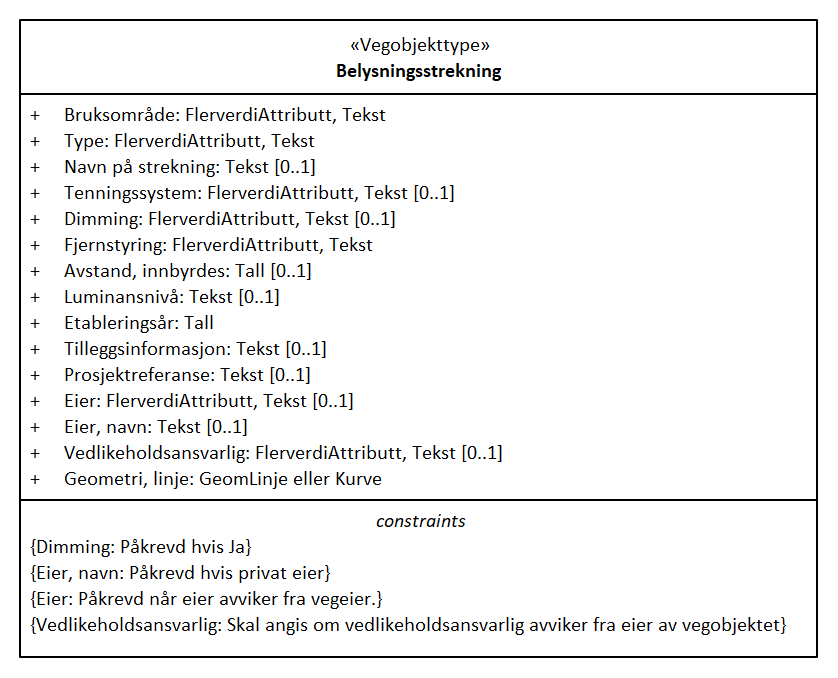 «Vegobjekttype»
Belysningsstrekning
+ Bruksområde: FlerverdiAttributt, Tekst
+ Type: FlerverdiAttributt, Tekst
+ Navn på strekning: Tekst [0..1]
+ Tenningssystem: FlerverdiAttributt, Tekst [0..1]
+ Dimming: FlerverdiAttributt, Tekst [0..1]
+ Fjernstyring: FlerverdiAttributt, Tekst
+ Avstand, innbyrdes: Tall [0..1]
+ Luminansnivå: Tekst [0..1]
+ Etableringsår: Tall
+ Tilleggsinformasjon: Tekst [0..1]
+ Prosjektreferanse: Tekst [0..1]
+ Eier: FlerverdiAttributt, Tekst [0..1]
+ Eier, navn: Tekst [0..1]
+ Vedlikeholdsansvarlig: FlerverdiAttributt, Tekst [0..1]
+ Geometri, linje: GeomLinje eller Kurve
constraints
{Dimming: Påkrevd hvis Ja}
{Eier, navn: Påkrevd hvis privat eier}
{Eier: Påkrevd når eier avviker fra vegeier.}
{Vedlikeholdsansvarlig: Skal angis om vedlikeholdsansvarlig avviker fra eier av vegobjektet}